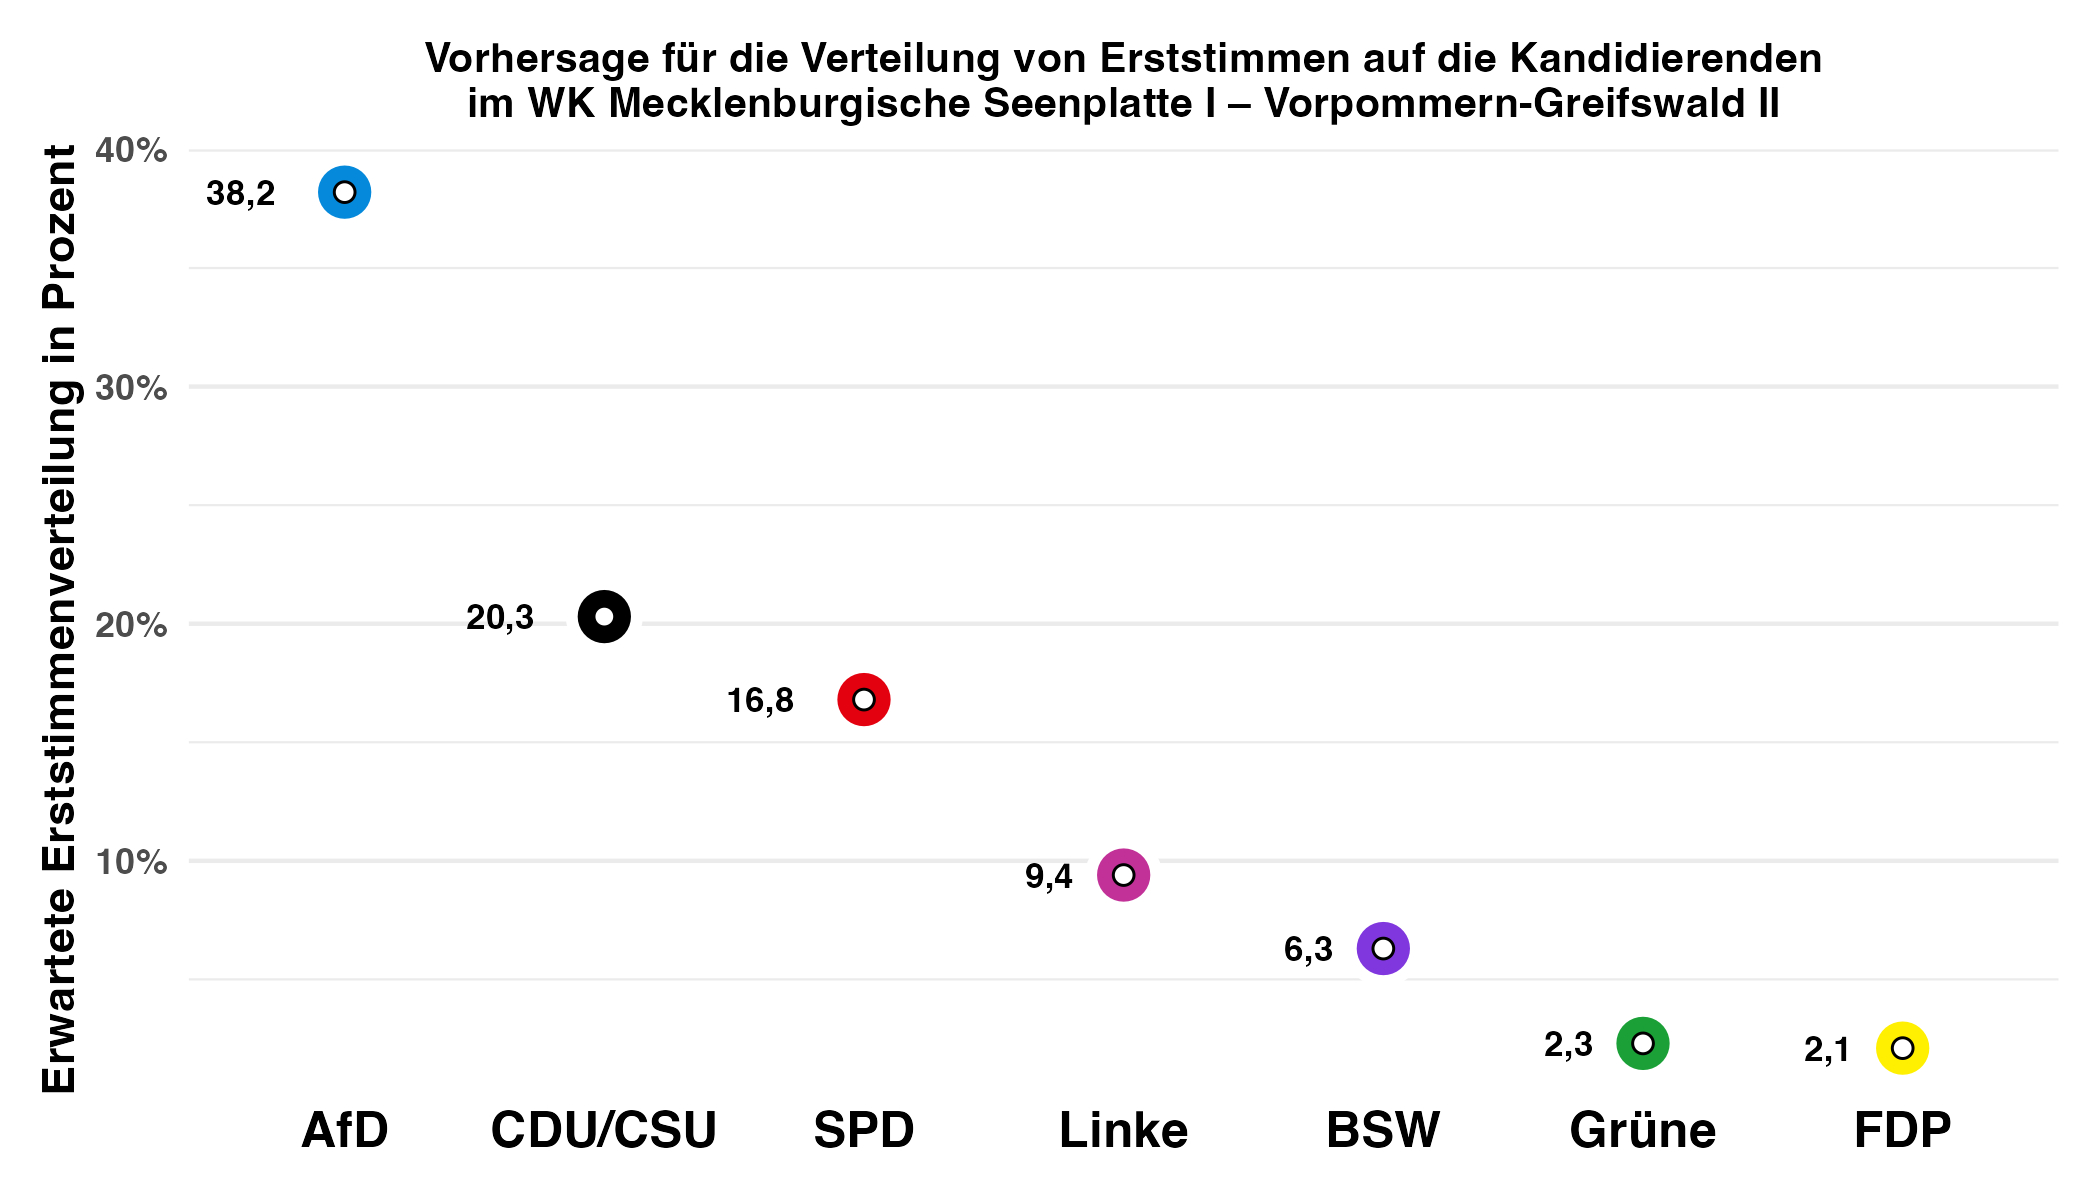 Vorhersage für die Verteilung von Erststimmen auf die Kandidierenden
im WK Mecklenburgische Seenplatte I – Vorpommern-Greifswald II
Erwartete Erststimmenverteilung in Prozent
40%
30%
20%
10%
38,2
20,3
16,8
9,4
6,3
2,3
2,1
AfD
CDU/CSU
SPD
Linke
BSW
Grüne
FDP